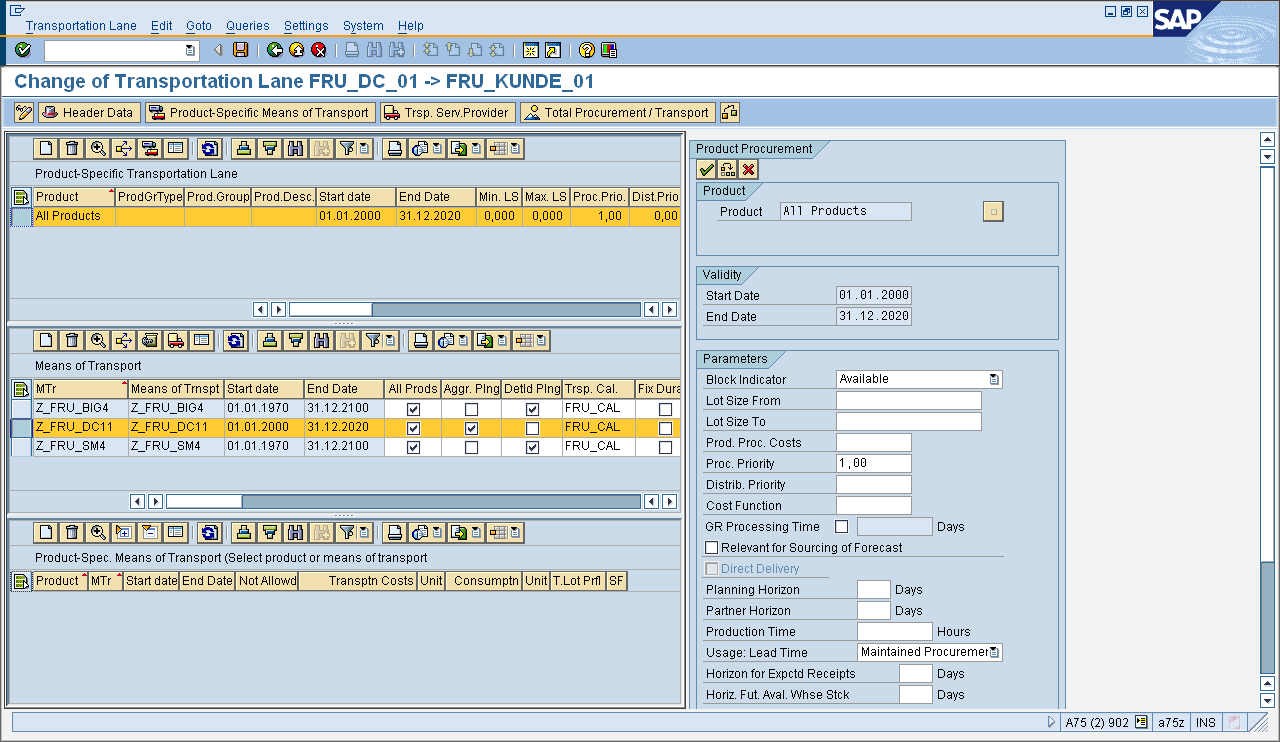 Transportation Lane Edit Goto Queries Settings System Help
SAP
Change of Transportation Lane FRU_DC_01 -> FRU_KUNDE_01
Header Data Product-Specific Means of Transport Trsp. Serv.Provider Total Procurement / Transport
Product-Specific Transportation Lane
Product ProdGrType Prod.Group Prod.Desc. Start date End Date Min. LS Max. LS Proc.Prio. Dist.Prio
All Products 01.01.2000 31.12.2020 0,000 0,000 1,00 0,00
Means of Transport
MTr Means of Trnspt Start date End Date All Prods Aggr. Plng Detld Plng Trsp. Cal. Fix Dura
Z_FRU_BIG4 Z_FRU_BIG4 01.01.1970 31.12.2100 FRU_CAL
Z_FRU_DC11 Z_FRU_DC11 01.01.2000 31.12.2020 FRU_CAL
Z_FRU_SM4 Z_FRU_SM4 01.01.1970 31.12.2100 FRU_CAL
Product-Spec. Means of Transport (Select product or means of transport
Product MTr Start date End Date Not Allowd Transptn Costs Unit Consumptn Unit T.Lot Prfl SF
Product Procurement
Product
Product All Products
Validity
Start Date 01.01.2000
End Date 31.12.2020
Parameters
Block Indicator Available
Lot Size From
Lot Size To
Prod. Proc. Costs
Proc. Priority 1,00
Distrib. Priority
Cost Function
GR Processing Time Days
Relevant for Sourcing of Forecast
Direct Delivery
Planning Horizon Days
Partner Horizon Days
Production Time Hours
Usage: Lead Time Maintained Procuremer
Horizon for Expctd Receipts Days
Horiz. Fut. Aval. Whse Stck Days
A75 (2) 902 a75z INS